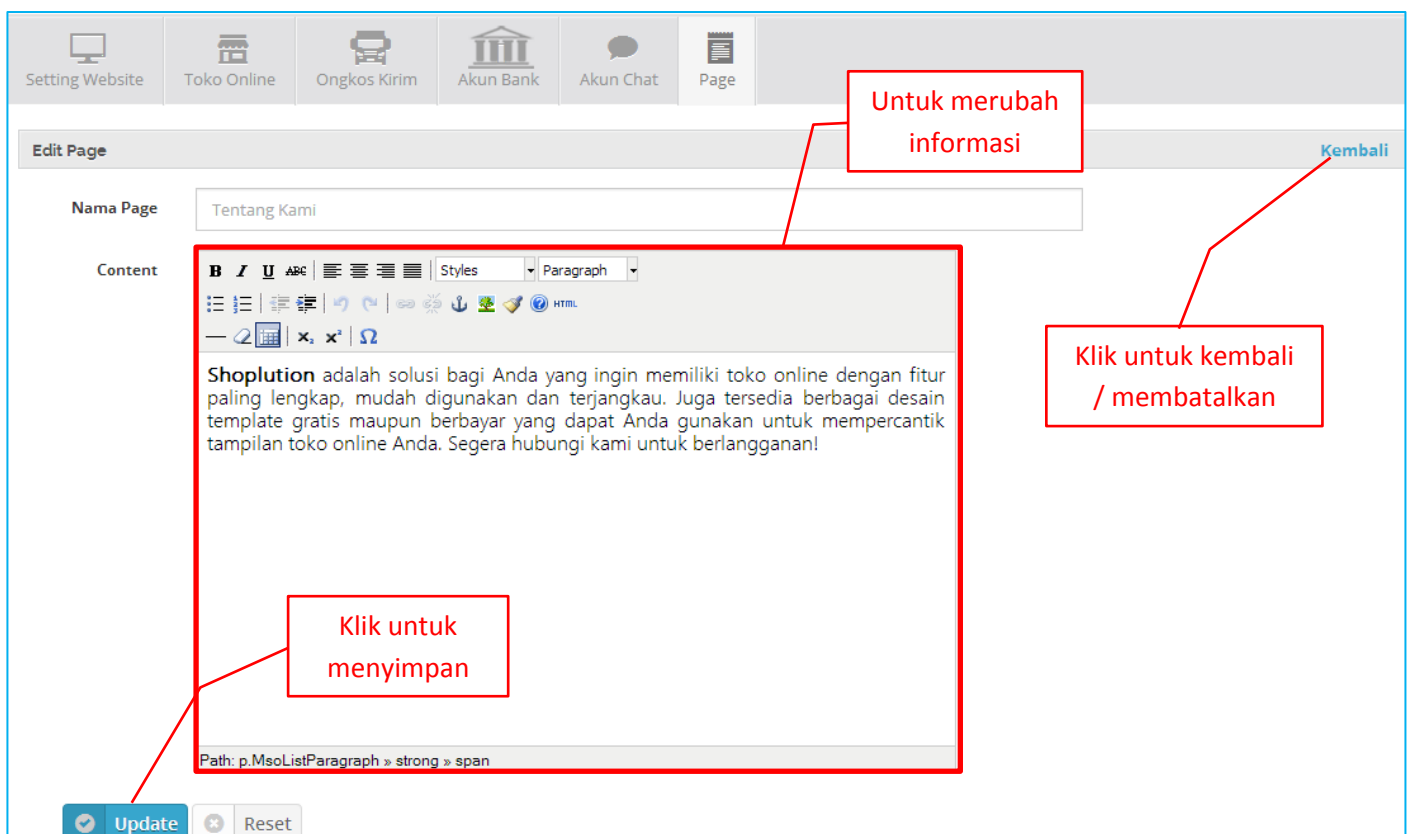 Setting Website
Toko Online
Ongkos Kirim
Akun Bank
Akun Chat
Page
Untuk merubah
informasi
Edit Page
Kembali
Nama Page
Tentang Kami
Content
B I U ABC Styles Paragraph
HTML
x₂ x² Ω
Klik untuk kembali
/ membatalkan
Shoplution adalah solusi bagi Anda yang ingin memiliki toko online dengan fitur
paling lengkap, mudah digunakan dan terjangkau. Juga tersedia berbagai desain
template gratis maupun berbayar yang dapat Anda gunakan untuk mempercantik
tampilan toko online Anda. Segera hubungi kami untuk berlangganan!
Klik untuk
menyimpan
Path: p.MsoListParagraph » strong » span
Update
Reset